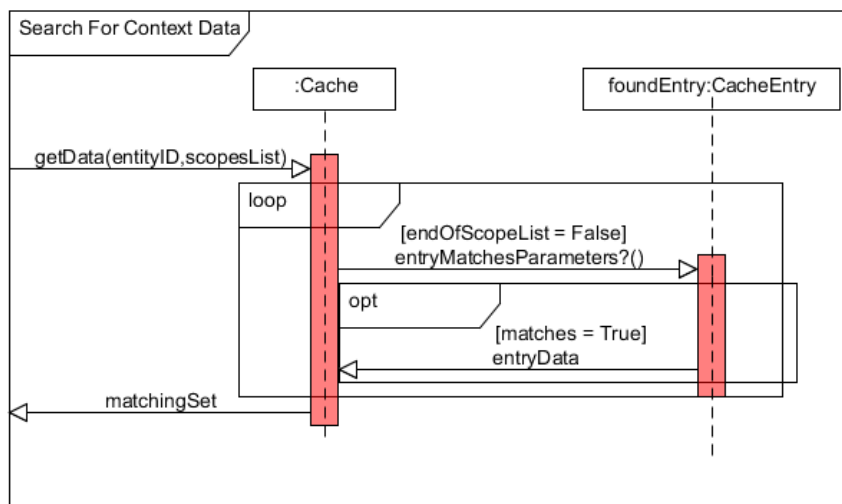 Search For Context Data
:Cache
foundEntry:CacheEntry
getData(entityID,scopesList)
loop
[endOfScopeList = False]
entryMatchesParameters?()
opt
[matches = True]
entryData
matchingSet